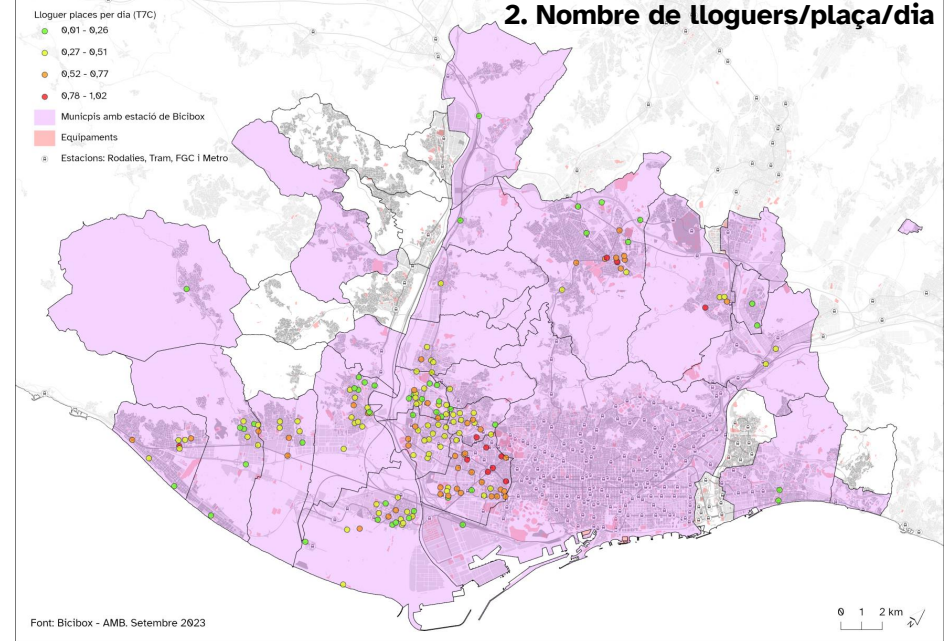 2. Nombre de lloguers/plaça/dia
Lloguer places per dia (T7C)
0,01 - 0,26
0,27 - 0,51
0,52 - 0,77
0,78 - 1,02
Municpis amb estació de Bicibox
Equipaments
Estacions: Rodalies, Tram, FGC i Metro
Font: Bicibox - AMB. Setembre 2023
0 1 2 km